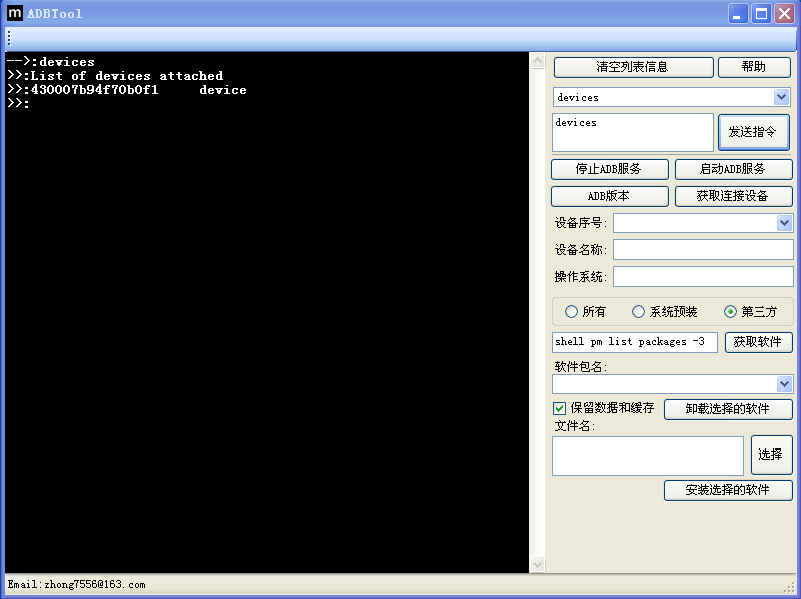 m ADBTool
-->:devices
>>:List of devices attached
>>:430007b94f70b0f1 device
>>:
清空列表信息 帮助
devices
devices
发送指令
停止ADB服务 启动ADB服务
ADB版本 获取连接设备
设备序号:
设备名称:
操作系统:
所有 系统预装 第三方
shell pm list packages -3 获取软件
软件包名:
保留数据和缓存 卸载选择的软件
文件名:
选择
安装选择的软件
Email:zhong7556@163.com